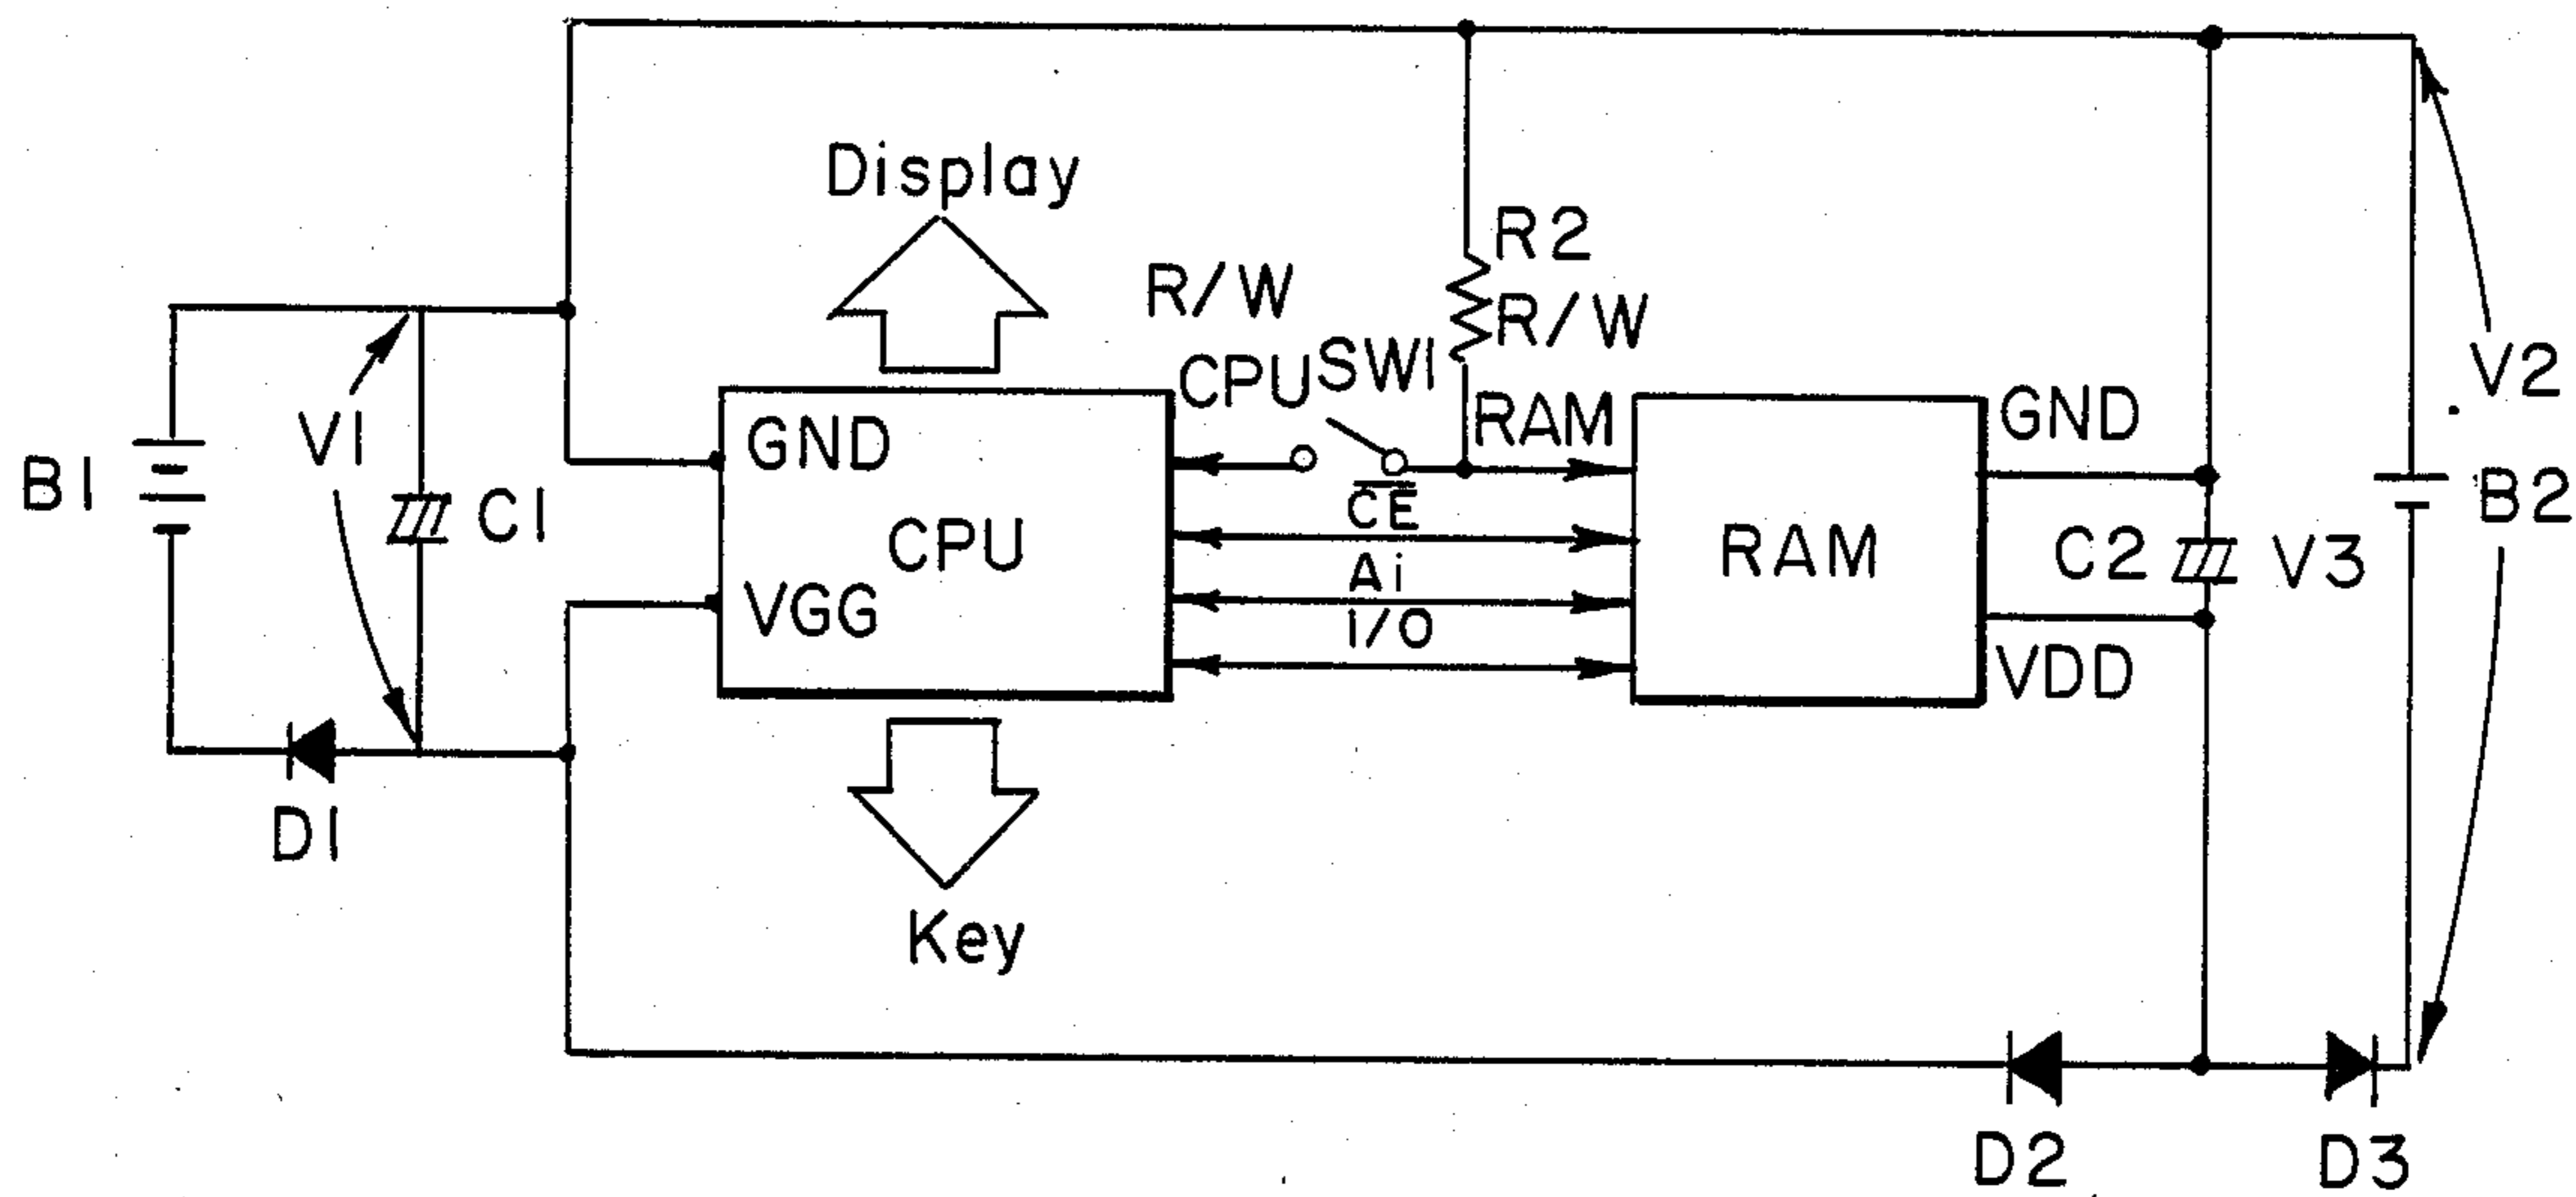 Display
R2
R/W
R/W
CPU
SW1
RAM
V2
V1
GND
GND
B1
C1
CPU
C̅E̅
RAM
B2
C2
V3
Ai
VGG
i/O
VDD
D1
Key
D2
D3